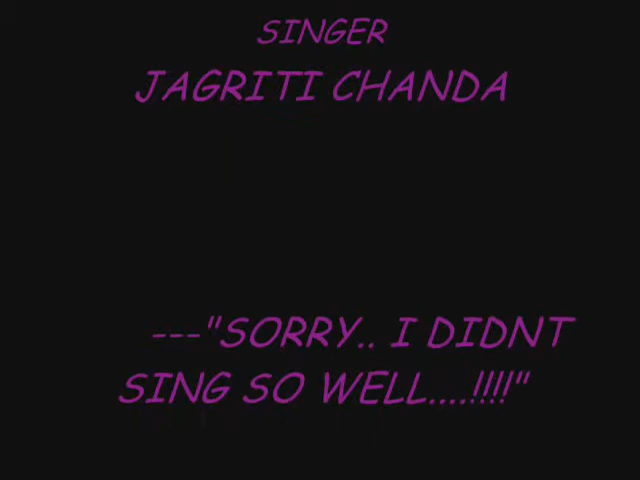 SINGER
JAGRITI CHANDA
---"SORRY.. I DIDNT
SING SO WELL....!!!!"